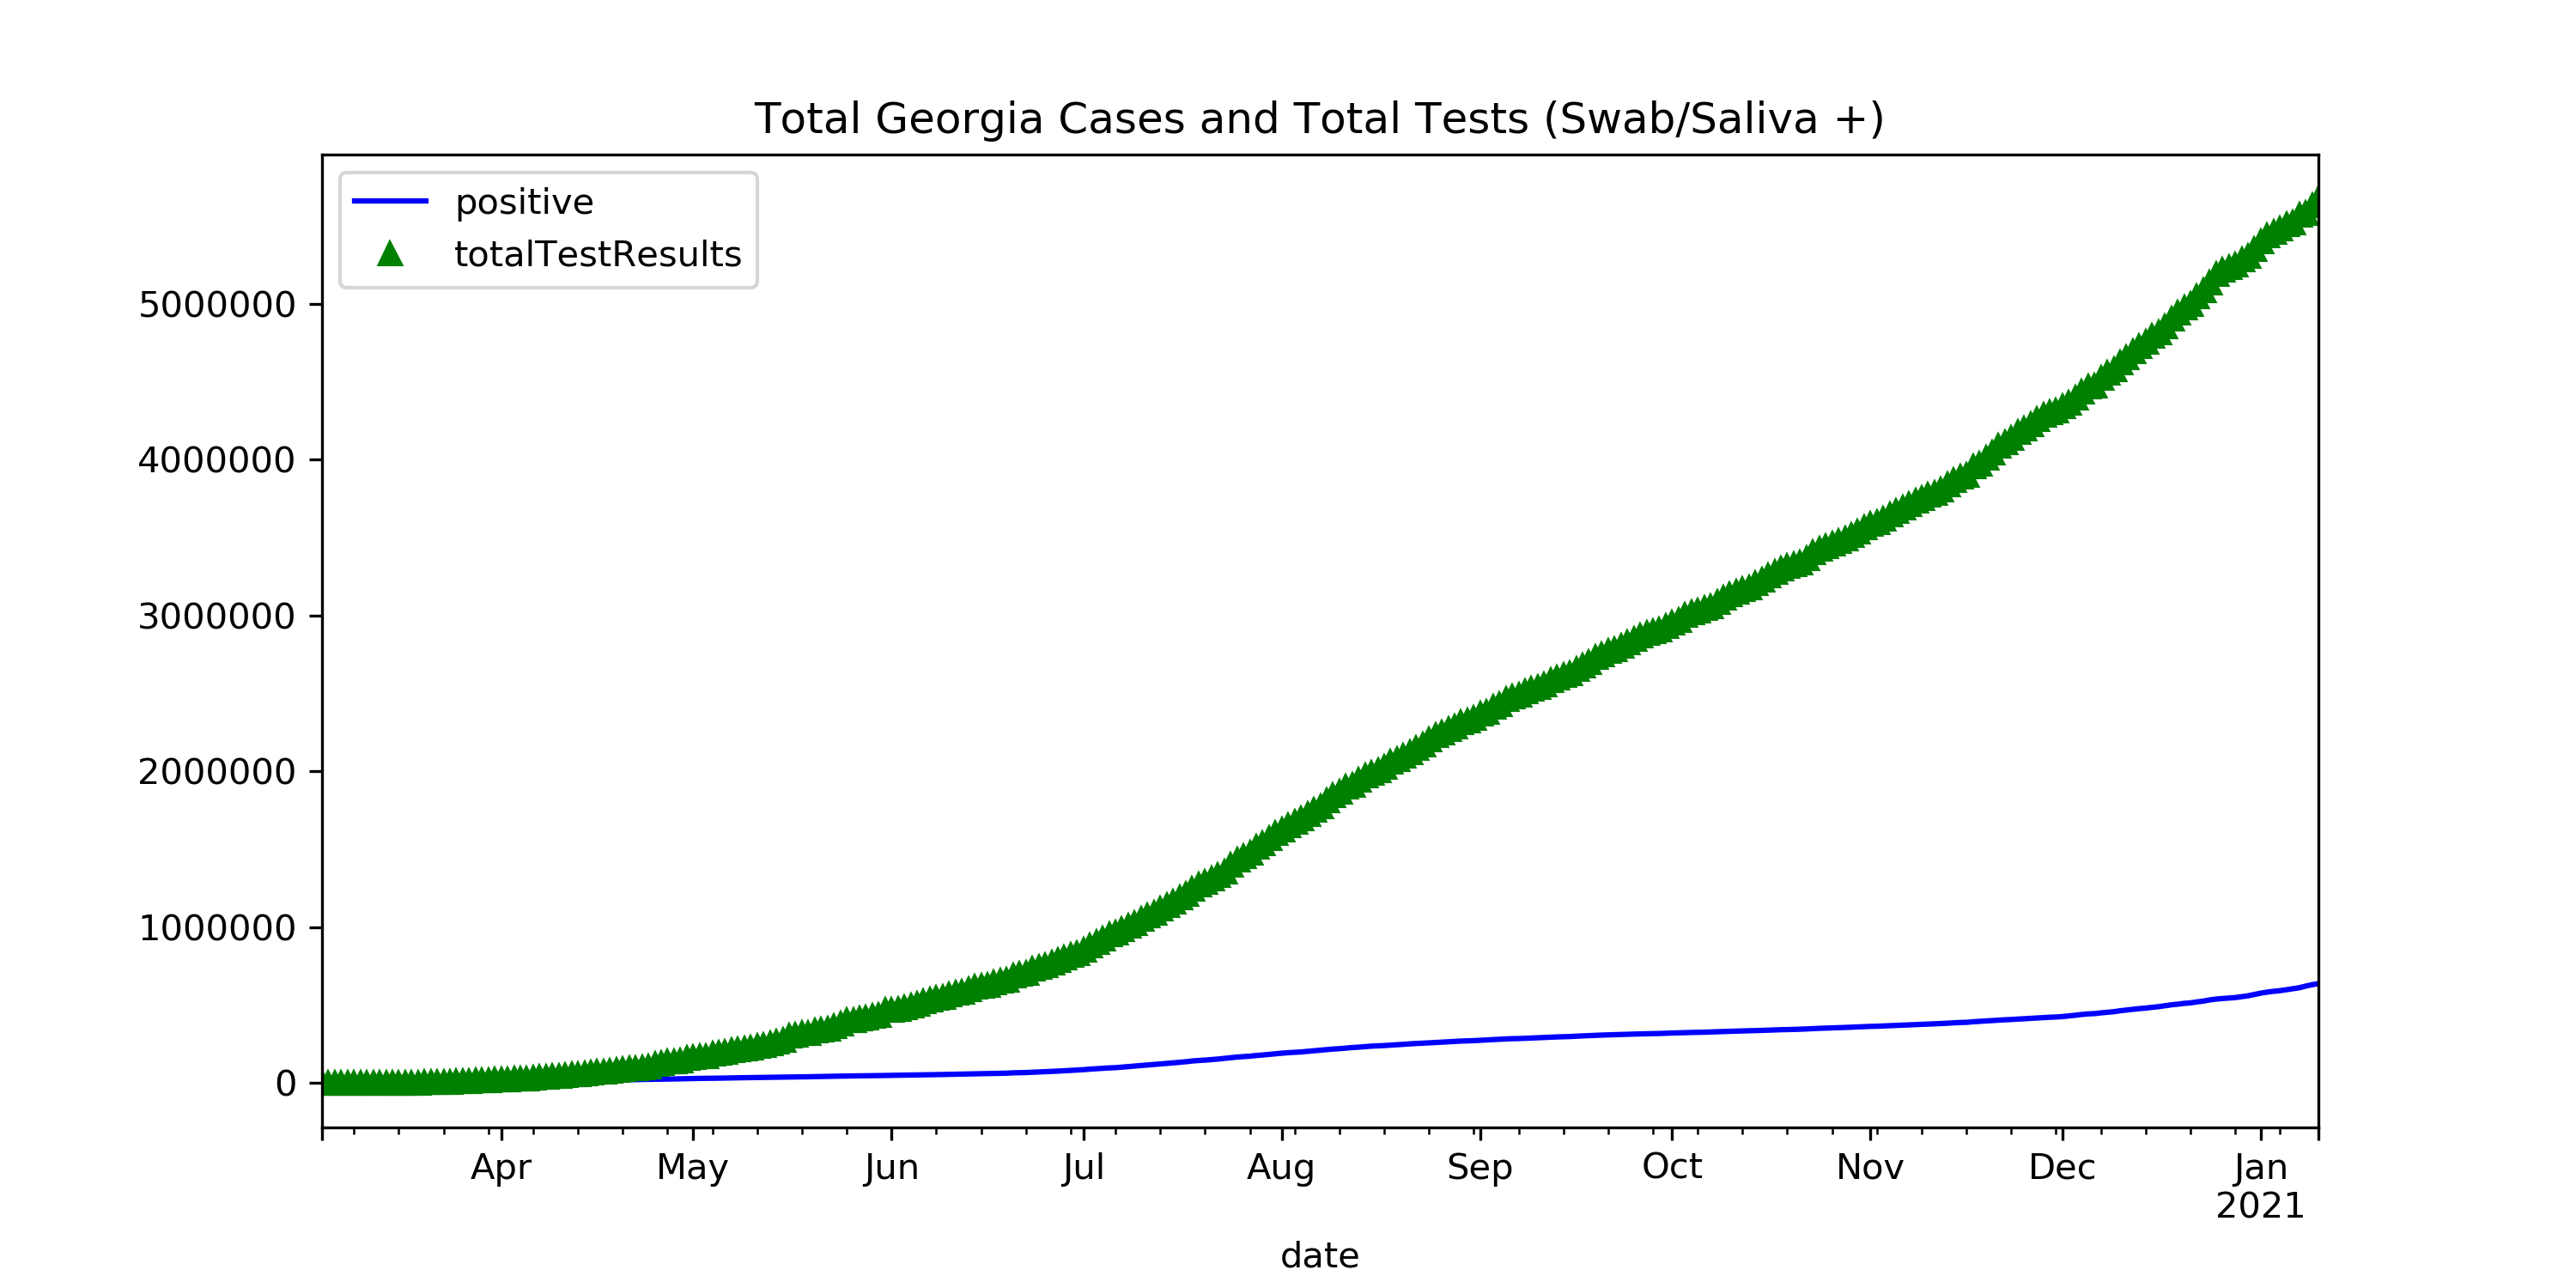 Total Georgia Cases and Total Tests (Swab/Saliva +)
positive
totalTestResults
5000000
4000000
3000000
2000000
1000000
0
Apr May Jun Jul Aug Sep Oct Nov Dec Jan
2021
date